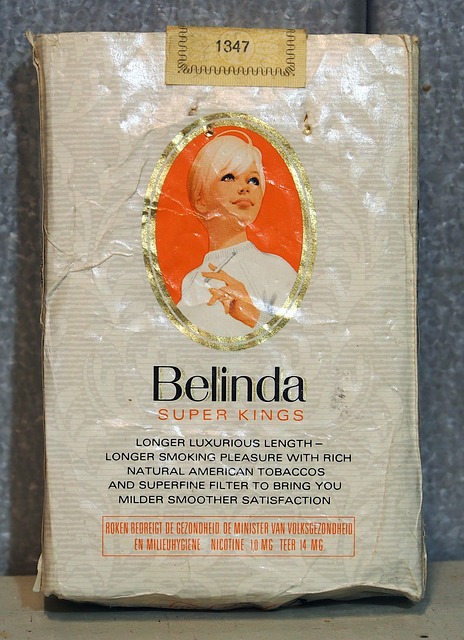 1347
Belinda
SUPER KINGS
LONGER LUXURIOUS LENGTH –
LONGER SMOKING PLEASURE WITH RICH
NATURAL AMERICAN TOBACCOS
AND SUPERFINE FILTER TO BRING YOU
MILDER SMOOTHER SATISFACTION
ROKEN BEDREIGT DE GEZONDHEID. DE MINISTER VAN VOLKSGEZONDHEID
EN MILIEUHYGIENE NICOTINE 1,0 MG TEER 14 MG